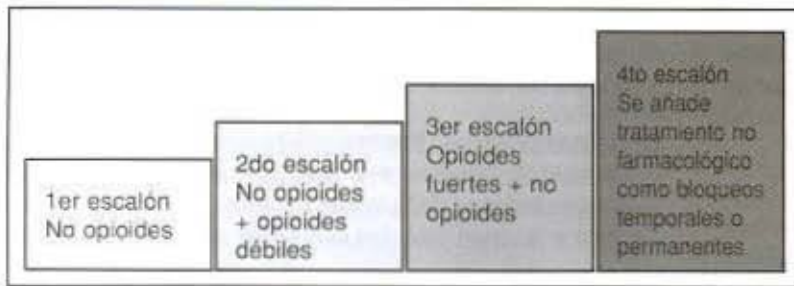 1er escalón
No opioides
2do escalón
No opioides
+ opioides
débiles
3er escalón
Opioides
fuertes + no
opioides
4to escalón
Se añade
tratamiento no
farmacológico
como bloqueos
temporales o
permanentes